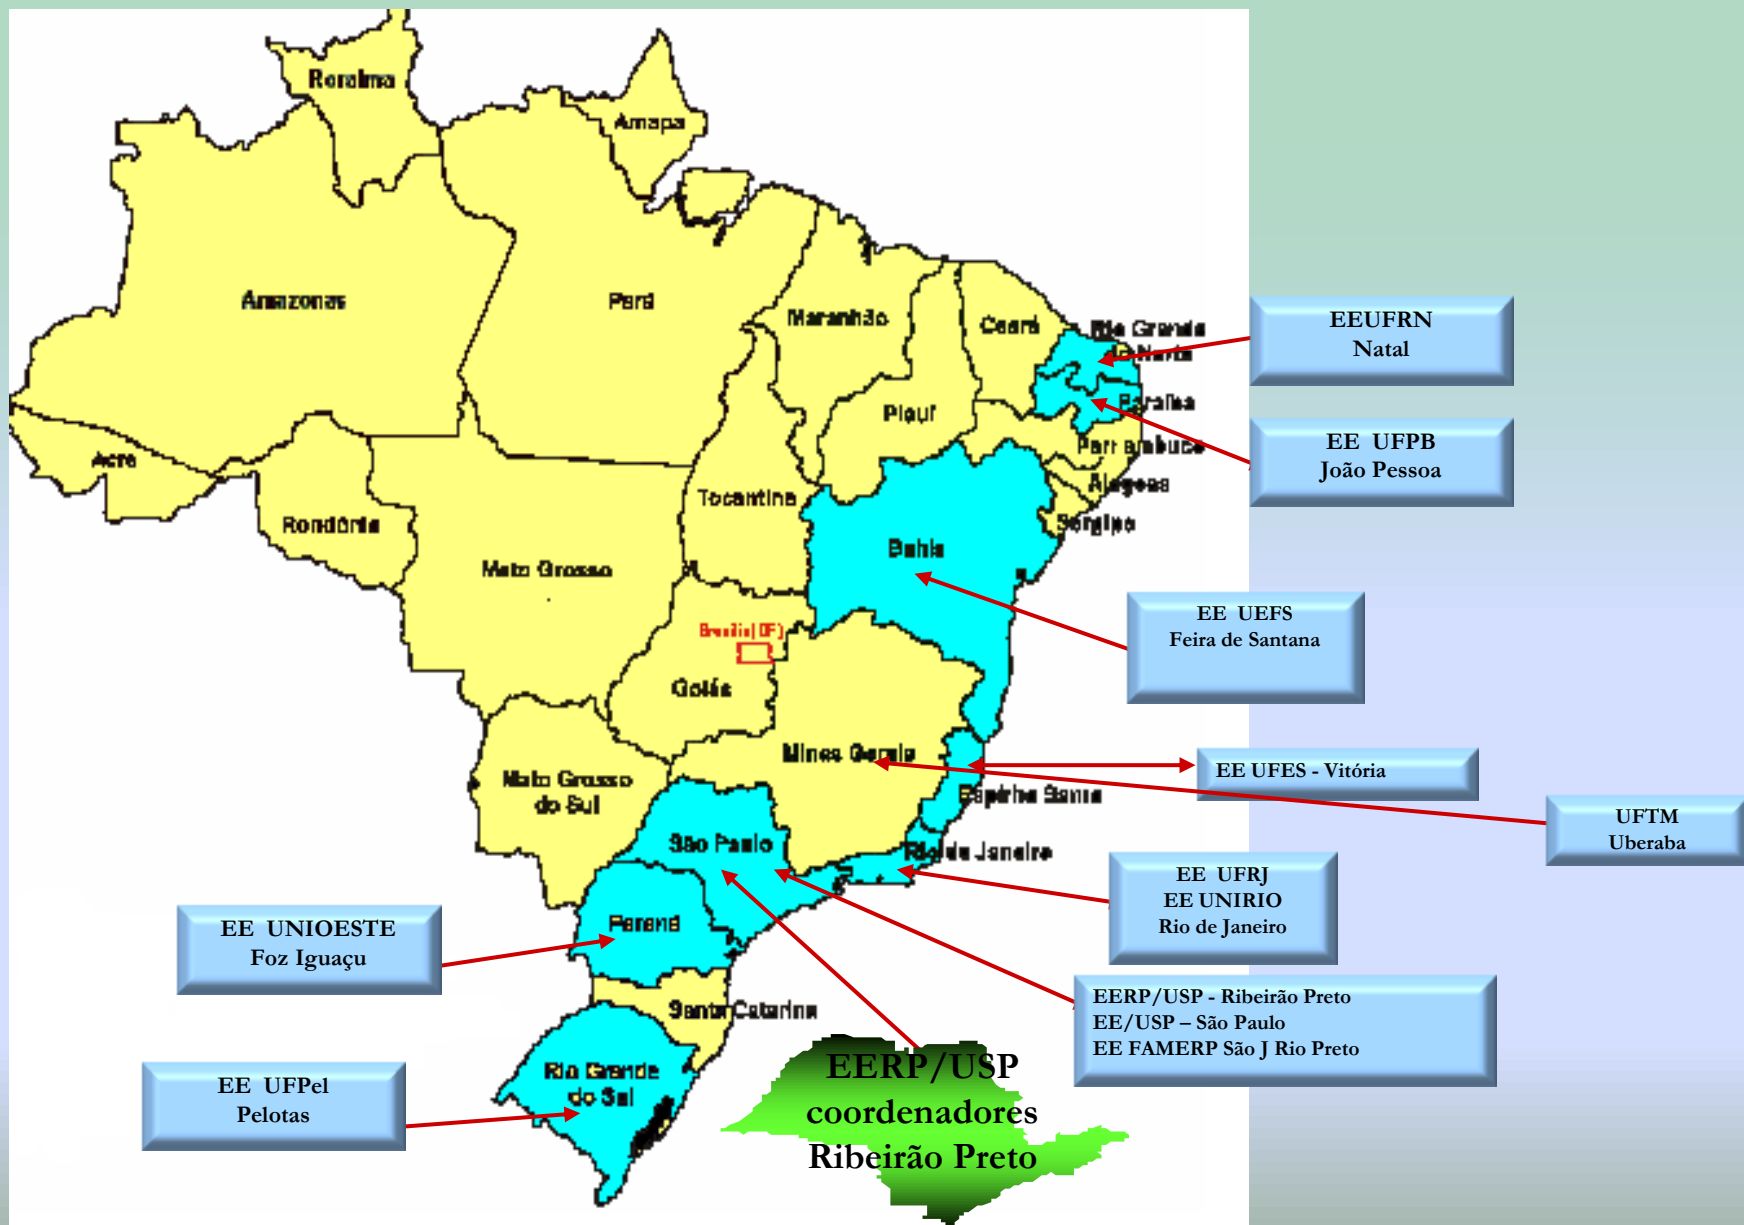 Roraima
Amapa
Amazonas
Pará
Maranhão
Ceará
Rio Grande
do Norte
EEUFRN
Natal
Piauí
Paraíba
Pernambuco
EE UFPB
João Pessoa
Acre
Alagoas
Tocantins
Sergipe
Rondônia
Bahia
Mato Grosso
EE UEFS
Feira de Santana
Brasília(DF)
Goiás
Minas Gerais
EE UFES - Vitória
Mato Grosso
do Sul
UFTM
Uberaba
São Paulo
Rio de Janeiro
EE UFRJ
EE UNIRIO
Rio de Janeiro
EE UNIOESTE
Foz Iguaçu
Paraná
EERP/USP - Ribeirão Preto
EE/USP – São Paulo
EE FAMERP São J Rio Preto
Santa Catarina
EERP/USP
coordenadores
Ribeirão Preto
Rio Grande
do Sul
EE UFPel
Pelotas